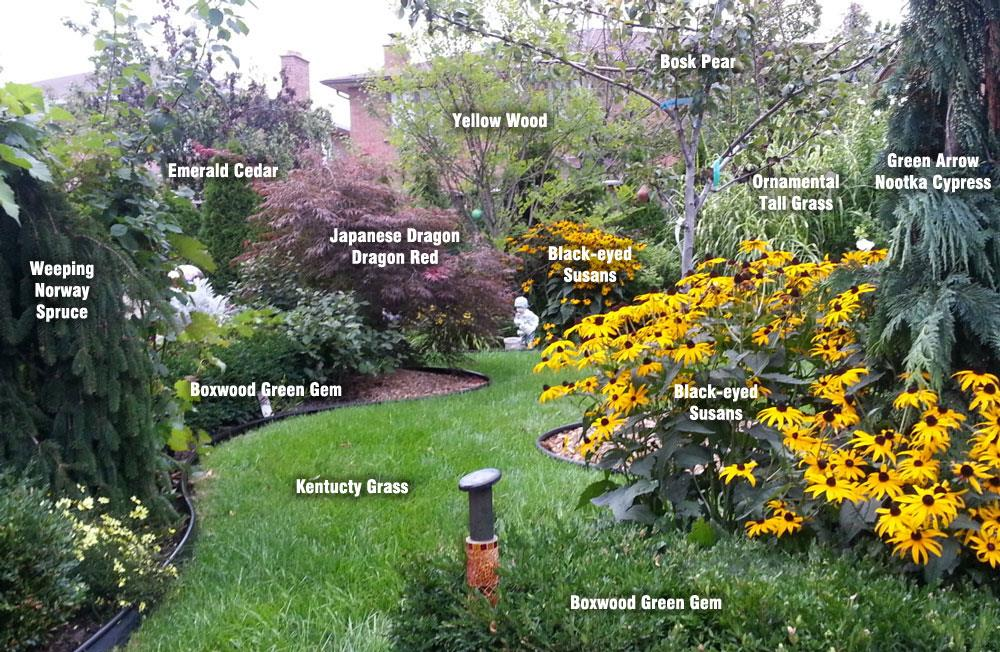 Bosk Pear
Yellow Wood
Emerald Cedar
Green Arrow
Nootka Cypress
Ornamental
Tall Grass
Japanese Dragon
Dragon Red
Black-eyed
Susans
Weeping
Norway
Spruce
Boxwood Green Gem
Black-eyed
Susans
Kentucty Grass
Boxwood Green Gem